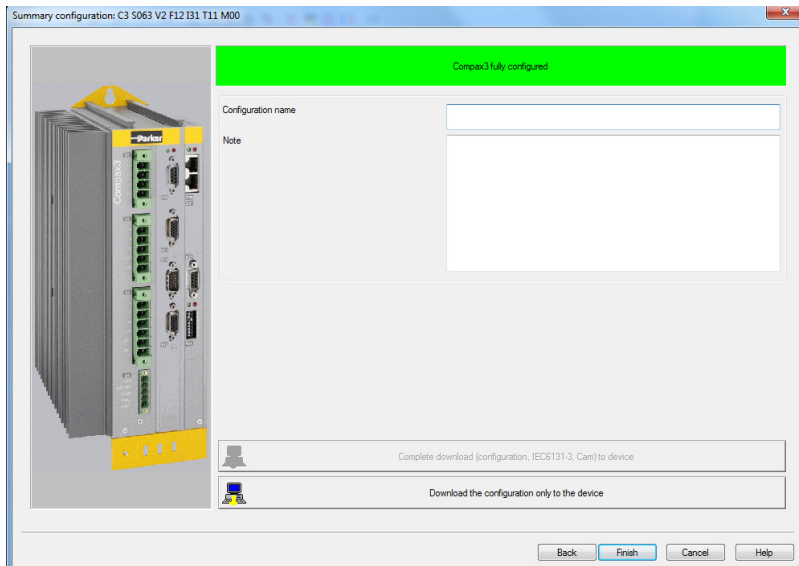 Summary configuration: C3 S063 V2 F12 I31 T11 M00
Compax3 fully configured
Configuration name
Note
Parker
Compax3
Complete download (configuration, IEC6131-3, Cam) to device
Download the configuration only to the device
Back
Finish
Cancel
Help